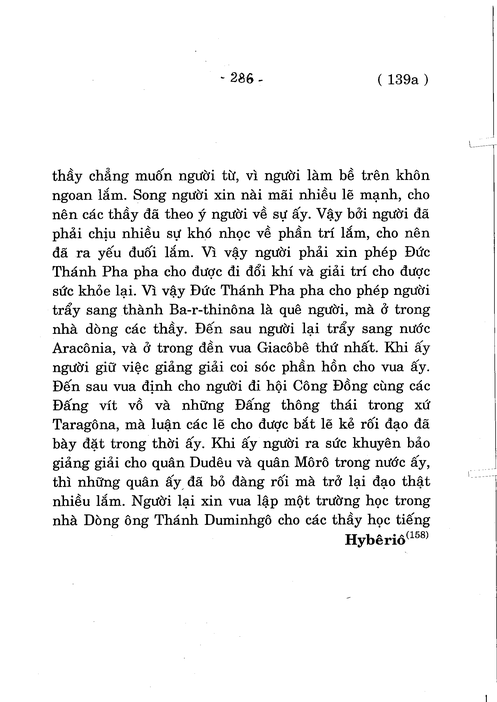 - 286 -
( 139a )
thầy chẳng muốn người từ, vì người làm bề trên khôn
ngoan lắm. Song người xin nài mãi nhiều lẽ mạnh, cho
nên các thầy đã theo ý người về sự ấy. Vậy bởi người đã
phải chịu nhiều sự khó nhọc về phần trí lắm, cho nên
đã ra yếu đuối lắm. Vì vậy người phải xin phép Đức
Thánh Pha pha cho được đi đổi khí và giải trí cho được
sức khỏe lại. Vì vậy Đức Thánh Pha pha cho phép người
trẩy sang thành Ba-r-thinôna là quê người, mà ở trong
nhà dòng các thầy. Đến sau người lại trẩy sang nước
Aracônia, và ở trong đền vua Giacôbê thứ nhất. Khi ấy
người giữ việc giảng giải coi sóc phần hồn cho vua ấy.
Đến sau vua định cho người đi hội Công Đồng cùng các
Đấng vít vồ và những Đấng thông thái trong xứ
Taragôna, mà luận các lẽ cho được bắt lẽ kẻ rối đạo đã
bày đặt trong thời ấy. Khi ấy người ra sức khuyên bảo
giảng giải cho quân Dudêu và quân Môrô trong nước ấy,
thì những quân ấy đã bỏ đàng rối mà trở lại đạo thật
nhiều lắm. Người lại xin vua lập một trường học trong
nhà Dòng ông Thánh Duminhgô cho các thầy học tiếng
Hybêriô(158)
1